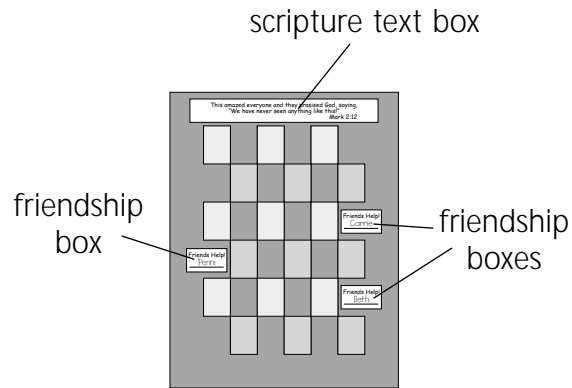 scripture text box
This amazed everyone and they praised God, saying,
"We have never seen anything like this!"
Mark 2:12
friendship
box
Friends Help!
Carrie
friendship
boxes
Friends Help!
Penni
Friends Help!
Beth